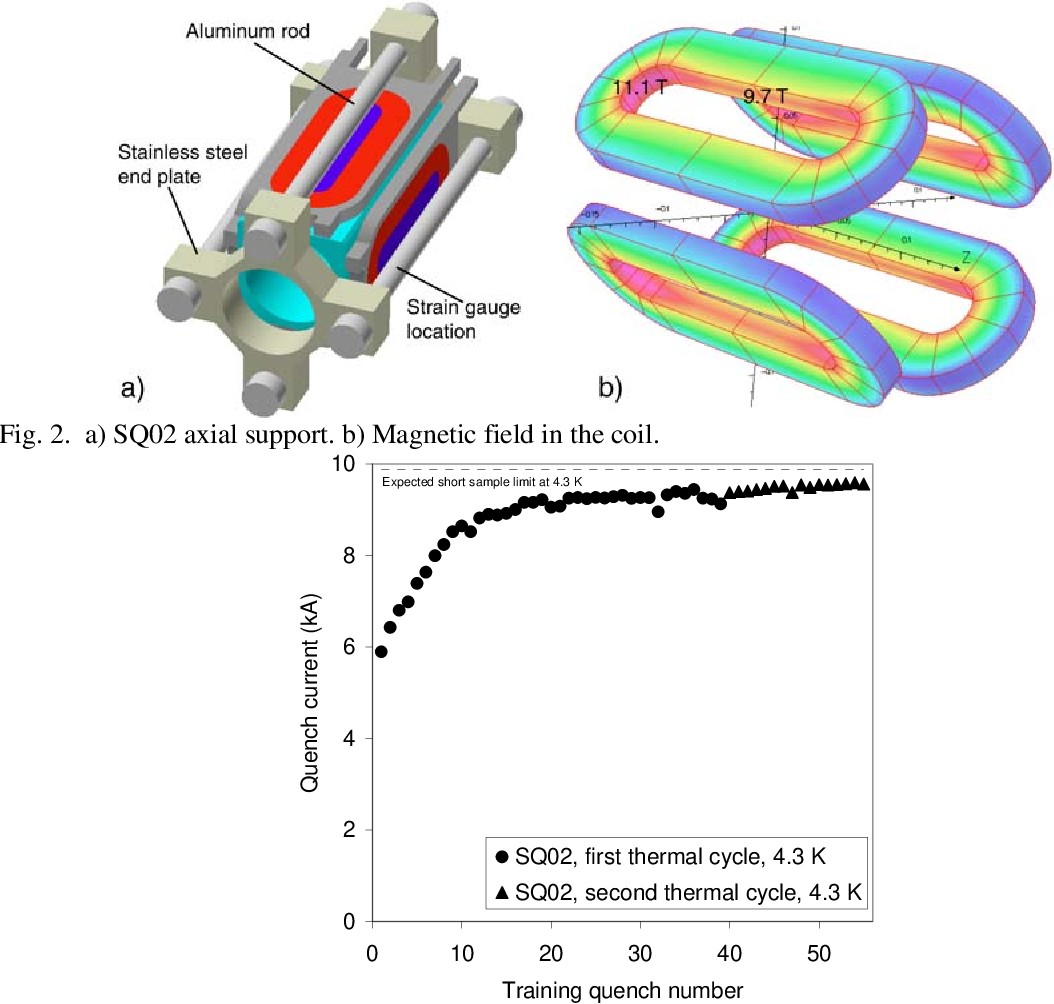 Aluminum rod
Stainless steel
end plate
Strain gauge
location
a)
11.1 T
9.7 T
Z
b)
Fig. 2.  a) SQ02 axial support. b) Magnetic field in the coil.
10
8
6
4
2
0
Expected short sample limit at 4.3 K
Quench current (kA)
SQ02, first thermal cycle, 4.3 K
SQ02, second thermal cycle, 4.3 K
0 10 20 30 40 50
Training quench number